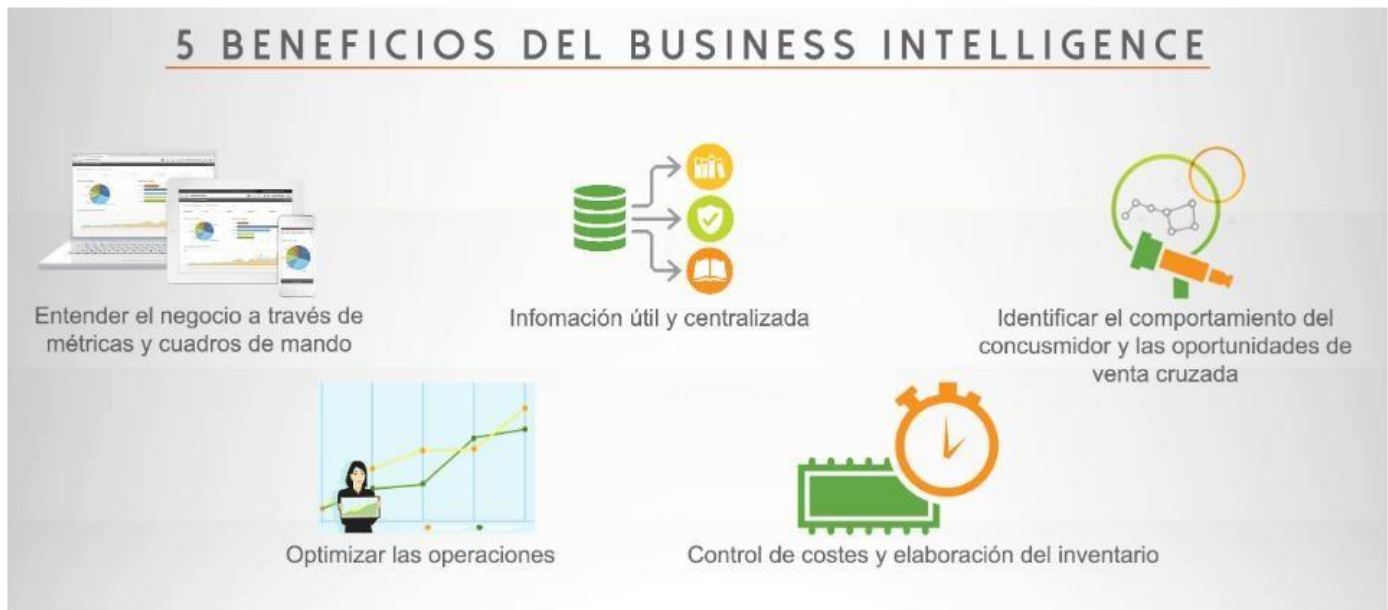 5 BENEFICIOS DEL BUSINESS INTELLIGENCE
Entender el negocio a través de
métricas y cuadros de mando
Infomación útil y centralizada
Identificar el comportamiento del
concusmidor y las oportunidades de
venta cruzada
Optimizar las operaciones
Control de costes y elaboración del inventario